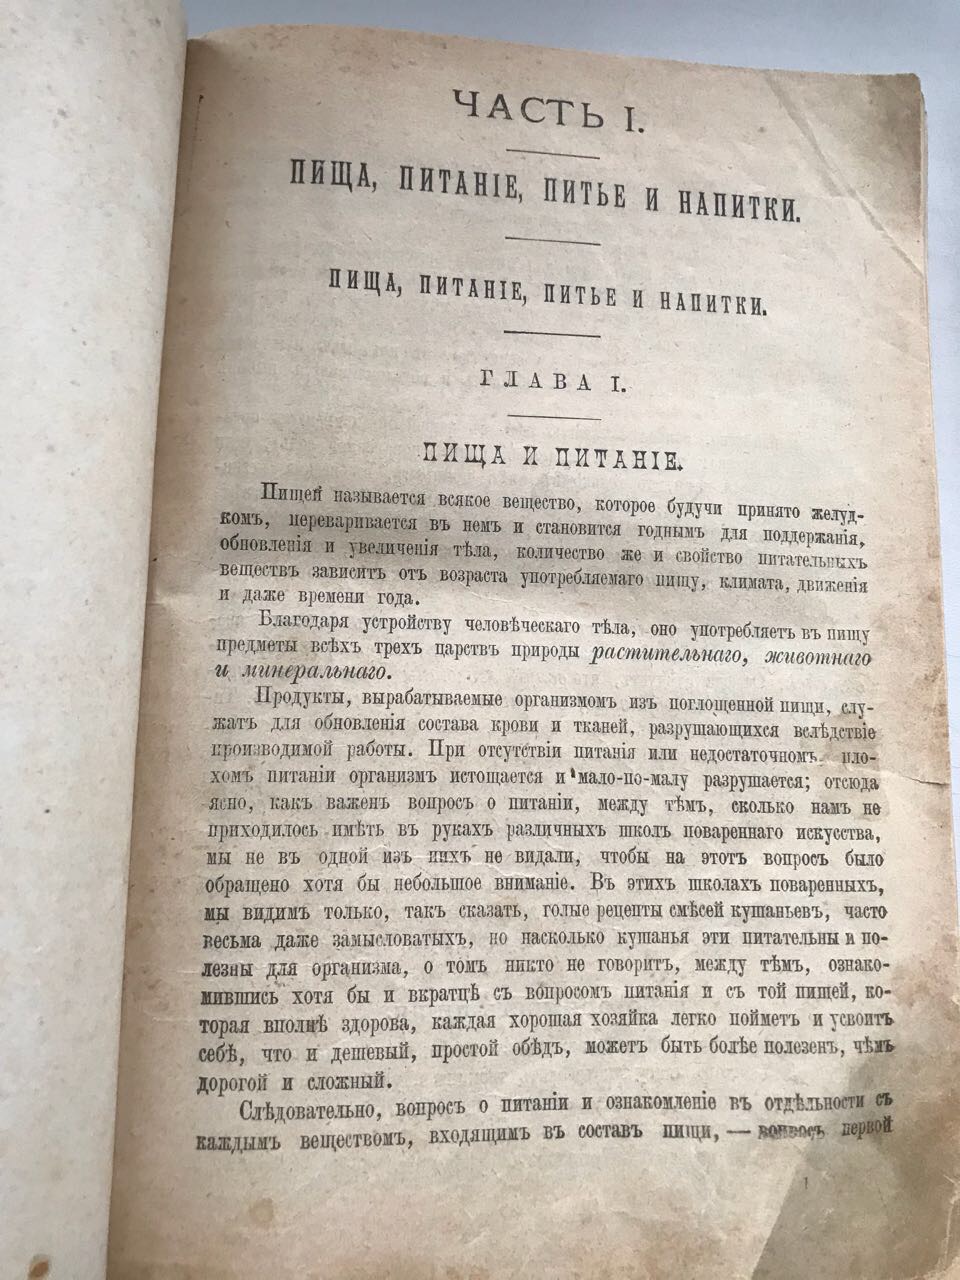 ЧАСТЬ I.
ПИЩА, ПИТАНІЕ, ПИТЬЕ И НАПИТКИ.
ПИЩА, ПИТАНІЕ, ПИТЬЕ И НАПИТКИ.
ГЛАВА I.
ПИЩА И ПИТАНІЕ.
Пищей называется всякое вещество, которое будучи принято желуд-
комъ, переваривается въ немъ и становится годнымъ для поддержанія,
обновленія и увеличенія тѣла, количество же и свойство питательныхъ
веществъ зависитъ отъ возраста употребляемаго пищу, климата, движенія
и даже времени года.
Благодаря устройству человѣческаго тѣла, оно употребляетъ въ пищу
предметы всѣхъ трехъ царствъ природы растительнаго, животнаго
и минеральнаго.
Продукты, вырабатываемые организмомъ изъ поглощенной пищи, слу-
жатъ для обновленія состава крови и тканей, разрушающихся вслѣдствіе
производимой работы. При отсутствіи питанія или недостаточномъ пло-
хомъ питаніи организмъ истощается и мало-по-малу разрушается; отсюда
ясно, какъ важенъ вопросъ о питаніи, между тѣмъ, сколько намъ не
приходилось имѣть въ рукахъ различныхъ школъ повареннаго искусства,
мы не въ одной изъ нихъ не видали, чтобы на этотъ вопросъ было
обращено хотя бы небольшое вниманіе. Въ этихъ школахъ поваренныхъ,
мы видимъ только, такъ сказать, голые рецепты смѣсей кушаньевъ, часто
весьма даже замысловатыхъ, но насколько кушанья эти питательны и по-
лезны для организма, о томъ никто не говоритъ, между тѣмъ, ознако-
мившись хотя бы и вкратцѣ съ вопросомъ питанія и съ той пищей, ко-
торая вполнѣ здорова, каждая хорошая хозяйка легко пойметъ и усвоитъ
себѣ, что и дешевый, простой обѣдъ, можетъ быть болѣе полезенъ, чѣмъ
дорогой и сложный.
Слѣдовательно, вопросъ о питаніи и ознакомленіе въ отдѣльности съ
каждымъ веществомъ, входящимъ въ составъ пищи, — вопросъ первой